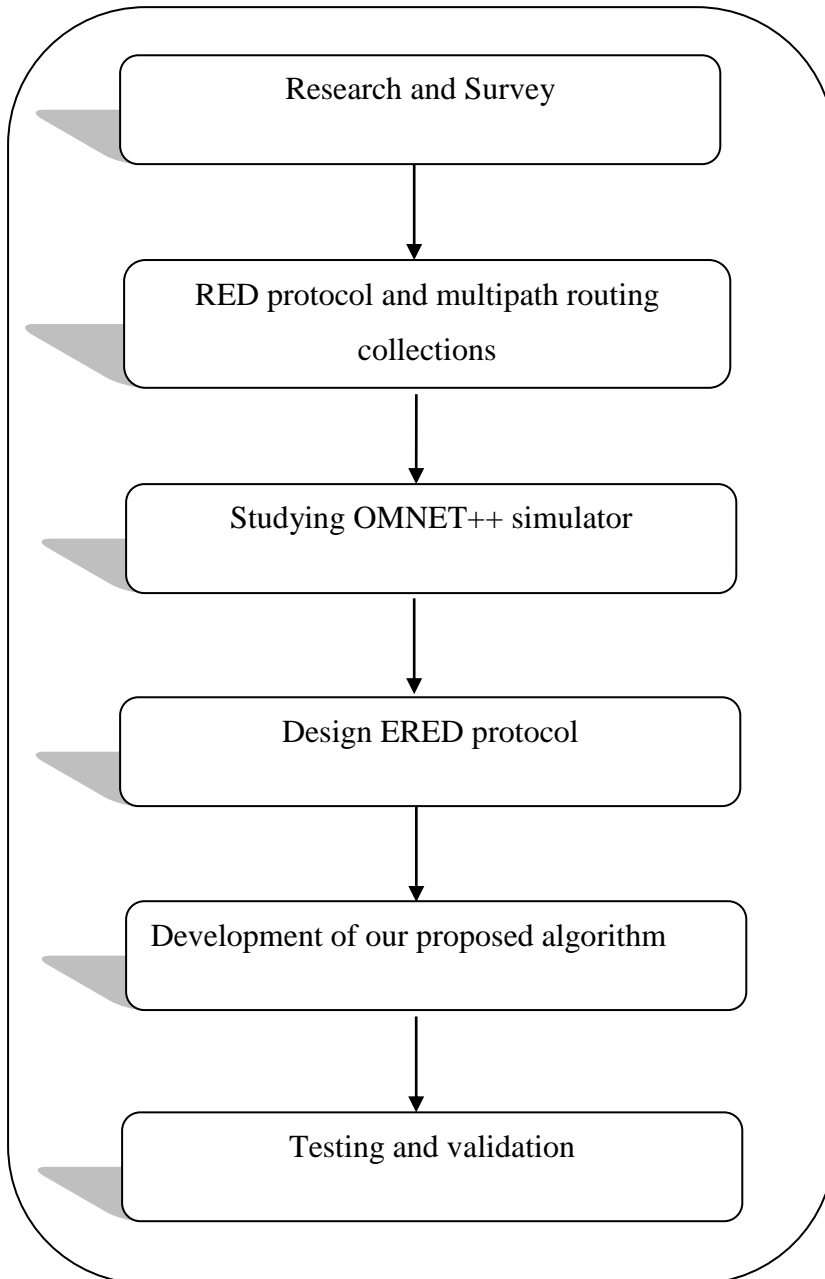 Research and Survey
RED protocol and multipath routing
collections
Studying OMNET++ simulator
Design ERED protocol
Development of our proposed algorithm
Testing and validation